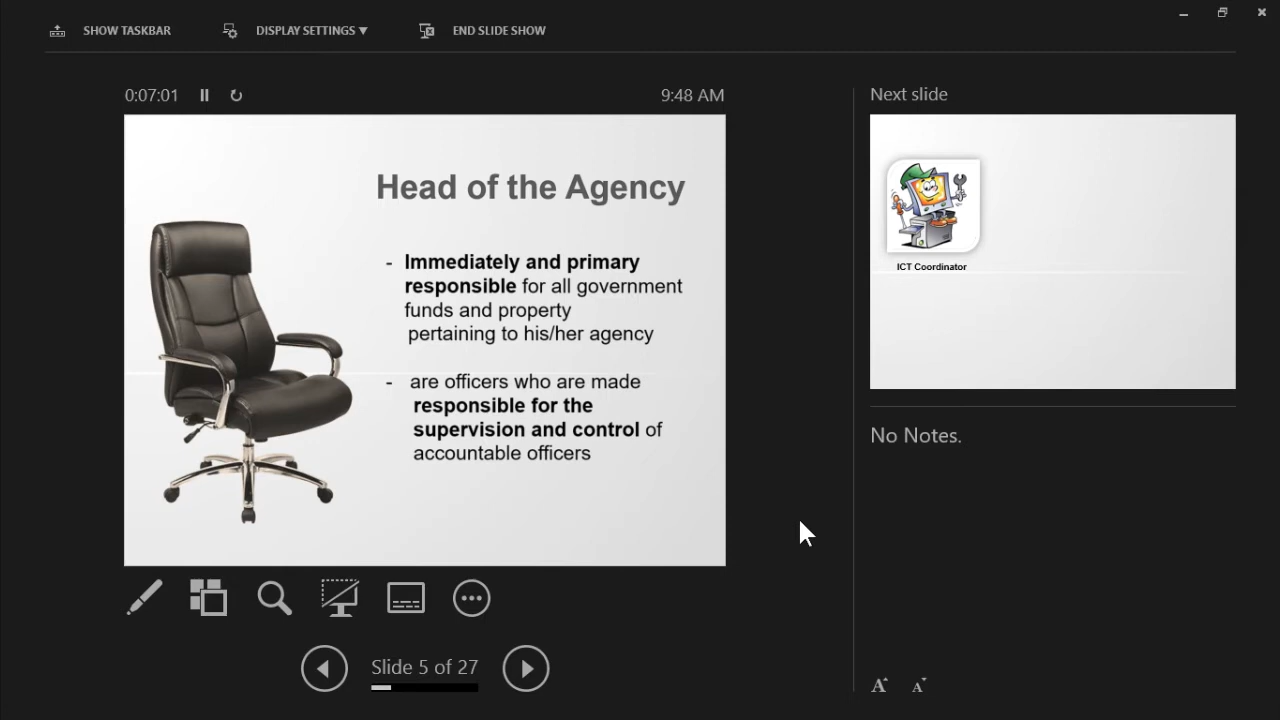 SHOW TASKBAR
DISPLAY SETTINGS ▼
END SLIDE SHOW
0:07:01
9:48 AM
Head of the Agency
- Immediately and primary
responsible for all government
funds and property
pertaining to his/her agency
- are officers who are made
responsible for the
supervision and control of
accountable officers
Slide 5 of 27
Next slide
ICT Coordinator
No Notes.
A A